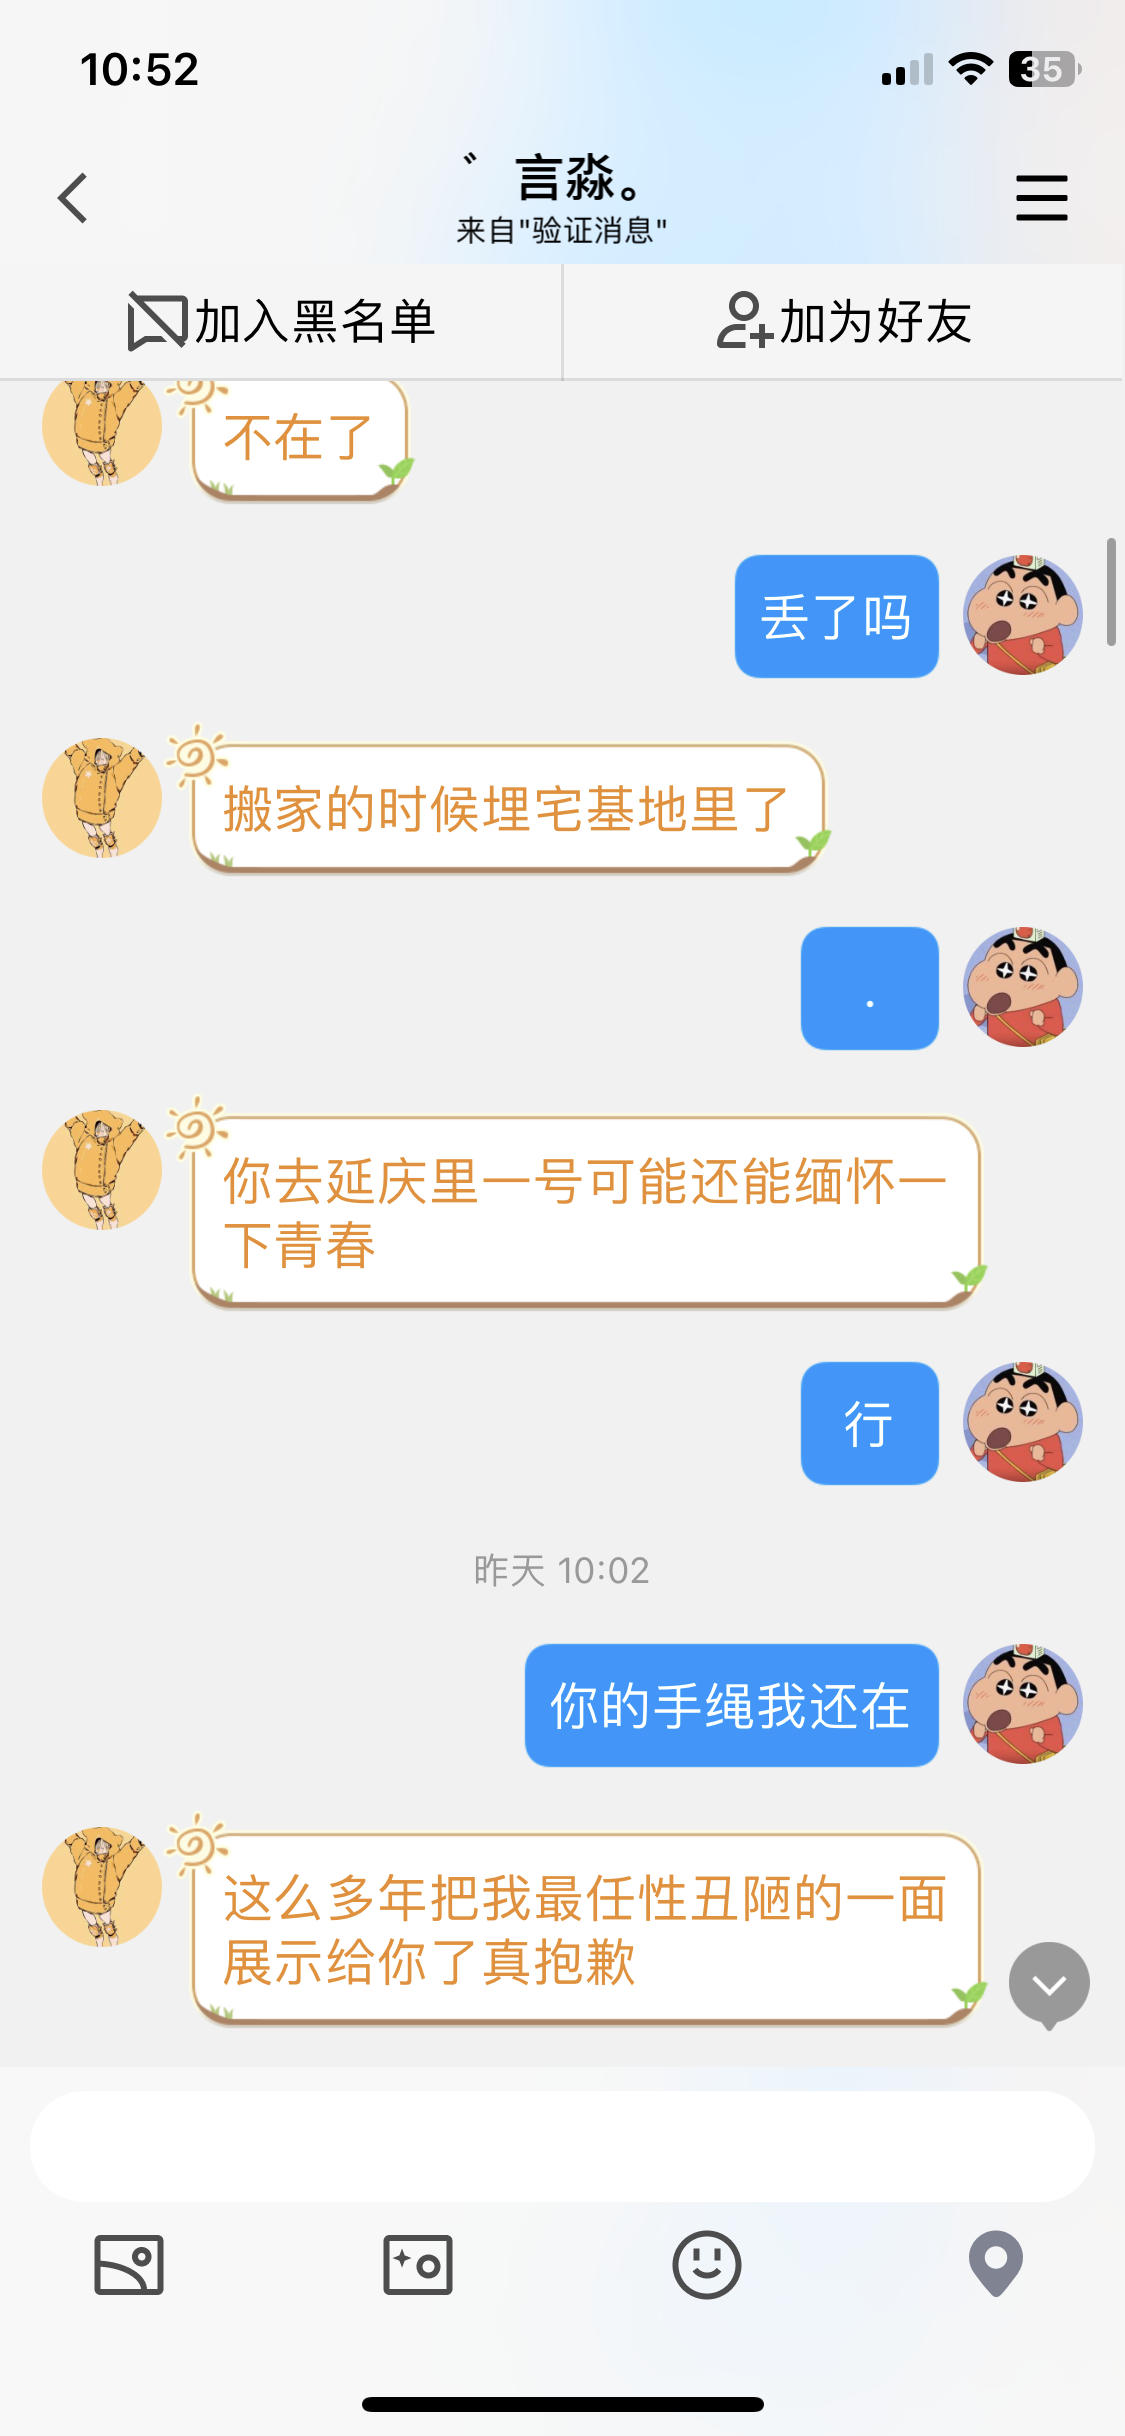 10:52
35
゛言淼。
来自"验证消息"
加入黑名单
加为好友
不在了
丢了吗
搬家的时候埋宅基地里了
.
你去延庆里一号可能还能缅怀一
下青春
行
昨天 10:02
你的手绳我还在
这么多年把我最任性丑陋的一面
展示给你了真抱歉